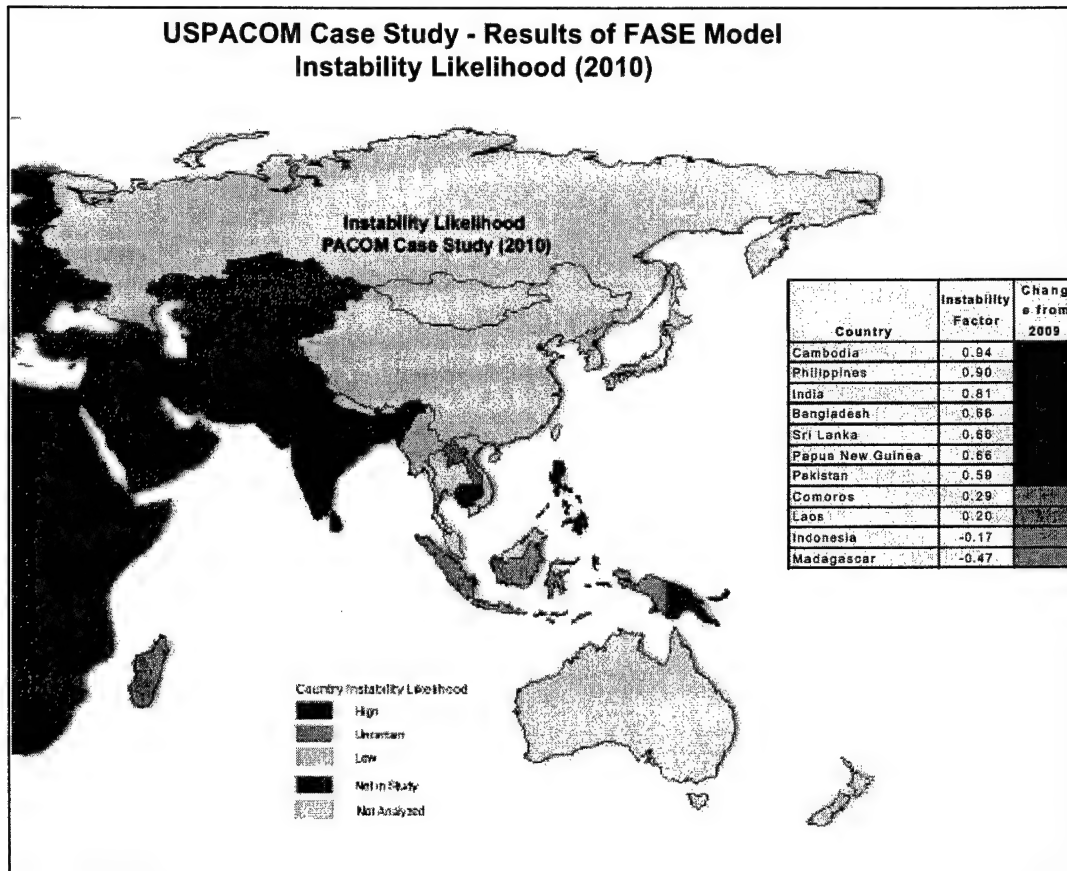 USPACOM Case Study - Results of FASE Model
Instability Likelihood (2010)
Instability Likelihood
PACOM Case Study (2010)
Country Instability Factor Chang e from 2009
Cambodia 0.94
Philippines 0.90
India 0.81
Bangladesh 0.66
Sri Lanka 0.66
Papua New Guinea 0.66
Pakistan 0.59
Comoros 0.29
Laos 0.20
Indonesia -0.17
Madagascar -0.47
Country Instability Likelihood
High
Uncertain
Low
Not in Study
Not Analyzed